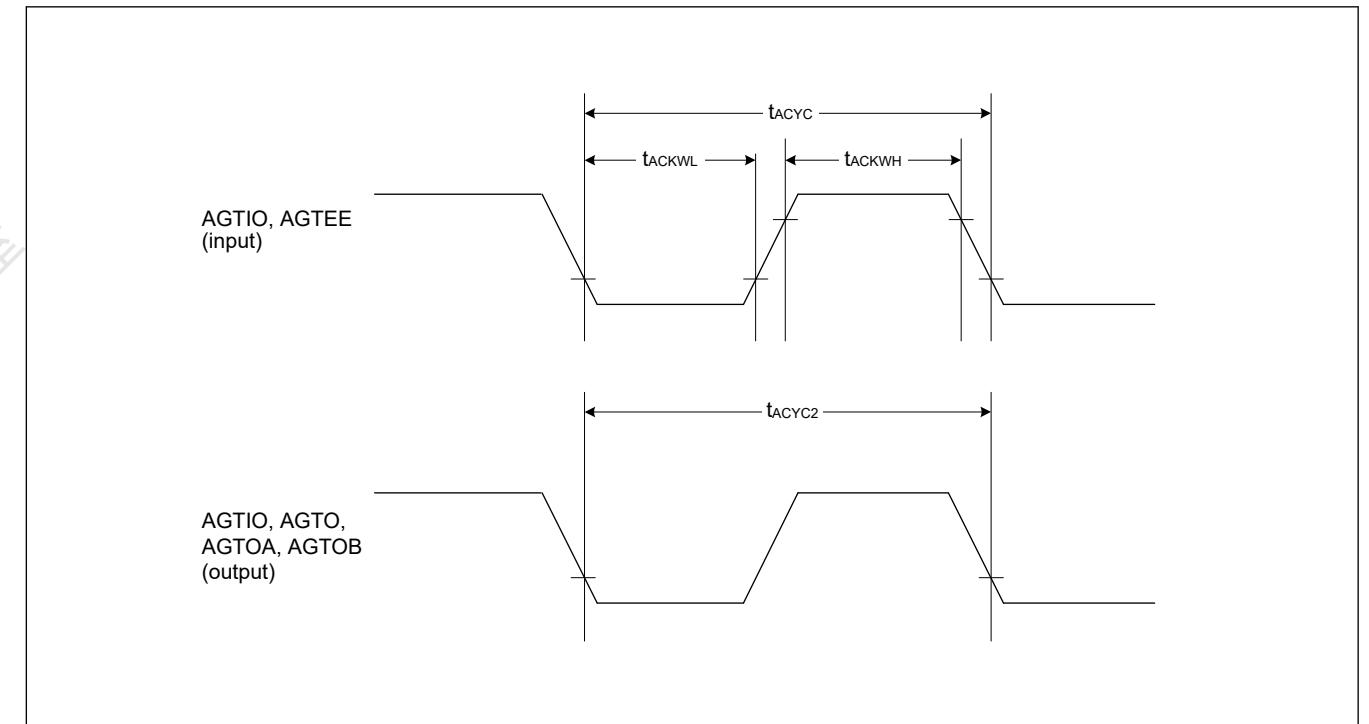 tACYC
tACKWL
tACKWH
AGTIO, AGTEE
(input)
tACYC2
AGTIO, AGTO,
AGTOA, AGTOB
(output)